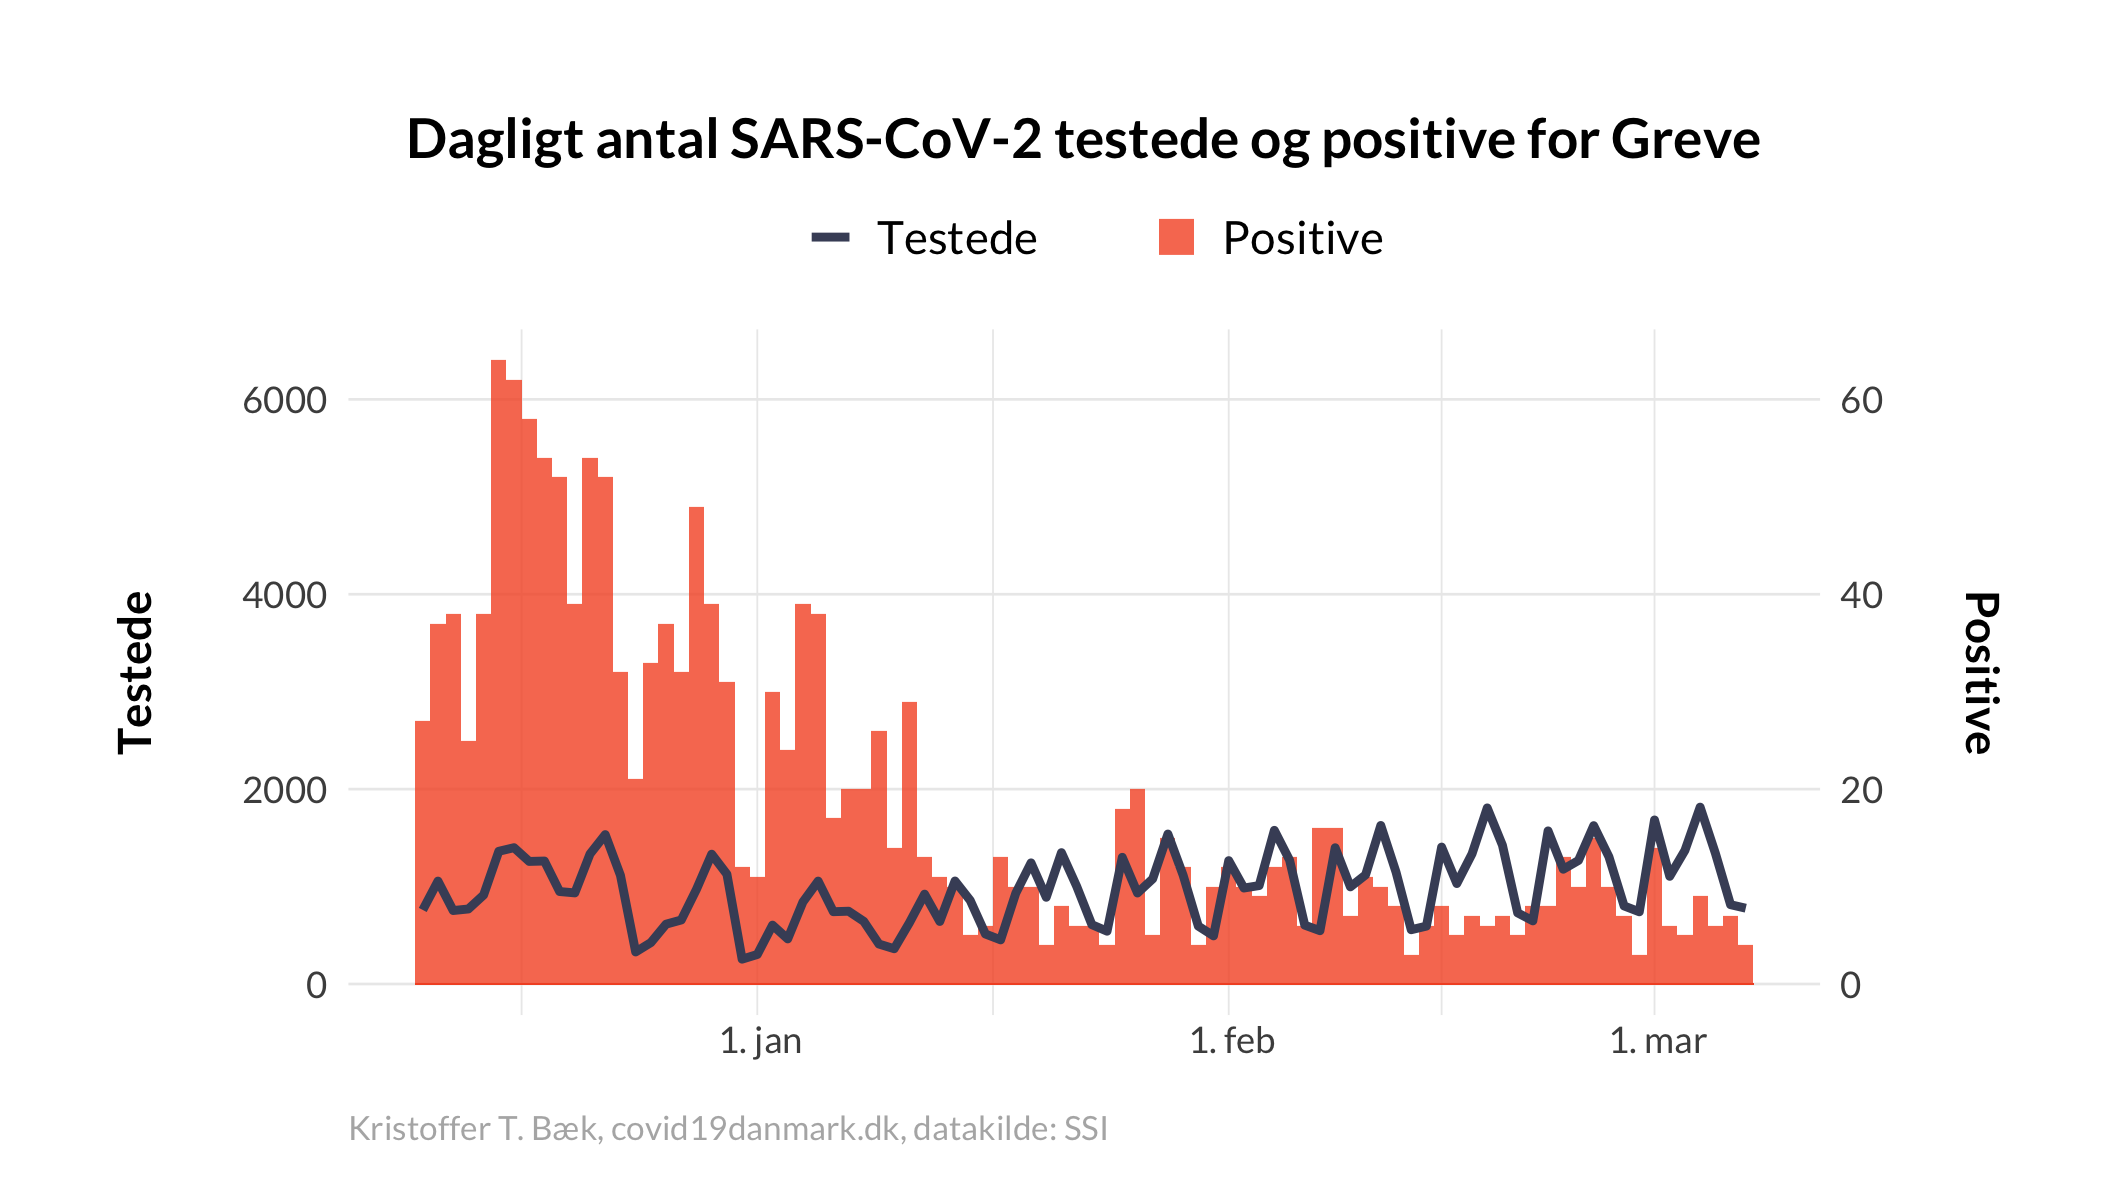 Dagligt antal SARS-CoV-2 testede og positive for Greve
Testede Positive
6000 60
4000 40
Testede
Positive
2000 20
0 0
1. jan 1. feb 1. mar
Kristoffer T. Bæk, covid19danmark.dk, datakilde: SSI